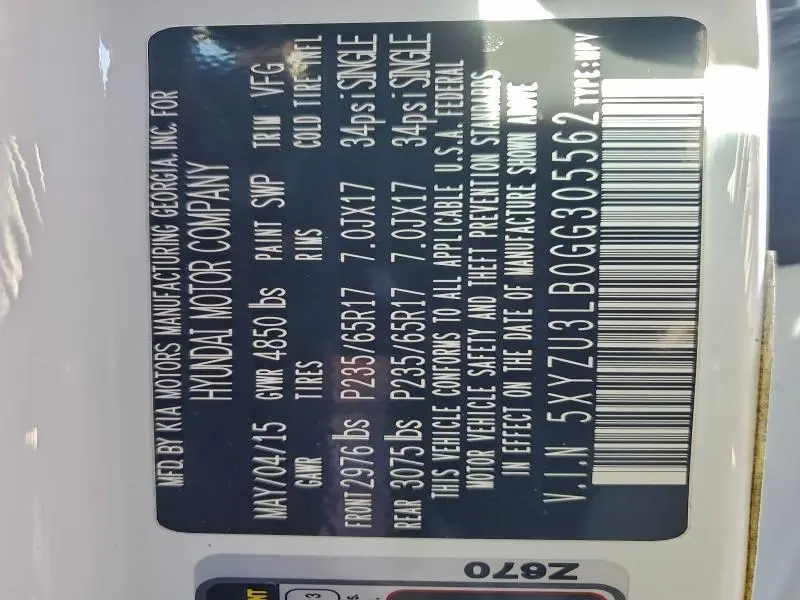 MFD. BY KIA MOTORS MANUFACTURING GEORGIA, INC. FOR
HYUNDAI MOTOR COMPANY
MAY/04/15 GVWR 4850 lbs PAINT SWP TRIM VFG
GAWR TIRES RIMS COLD TIRE INFL
FRONT 2976 lbs P235/65R17 7.0JX17 34psi SINGLE
REAR 3075 lbs P235/65R17 7.0JX17 34psi SINGLE
THIS VEHICLE CONFORMS TO ALL APPLICABLE U.S.A. FEDERAL
MOTOR VEHICLE SAFETY AND THEFT PREVENTION STANDARDS
IN EFFECT ON THE DATE OF MANUFACTURE SHOWN ABOVE
V.I.N 5XYZU3LB0GG305562 TYPE:MPV
Z670
3